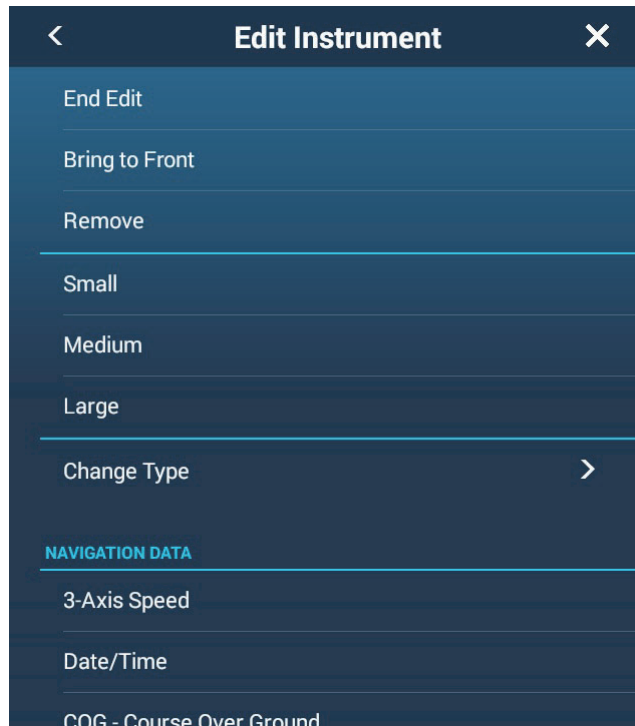 Edit Instrument
End Edit
Bring to Front
Remove
Small
Medium
Large
Change Type
NAVIGATION DATA
3-Axis Speed
Date/Time
COG - Course Over Ground